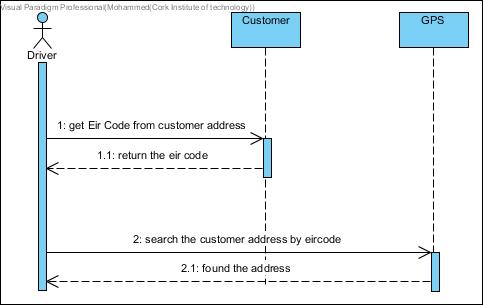 Visual Paradigm Professional(Mohammed(Cork Institute of technology))
Driver
Customer
GPS
1: get Eir Code from customer address
1.1: return the eir code
2: search the customer address by eircode
2.1: found the address